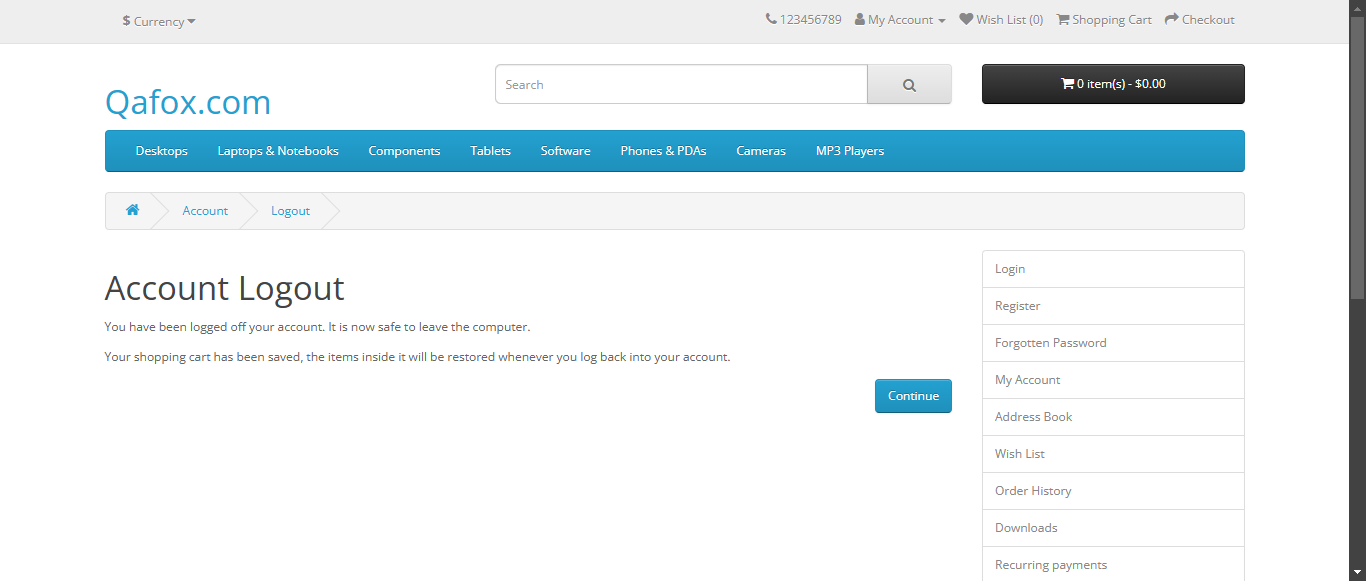 $ Currency
123456789 My Account Wish List (0) Shopping Cart Checkout
Qafox.com
Search
0 item(s) - $0.00
Desktops Laptops & Notebooks Components Tablets Software Phones & PDAs Cameras MP3 Players
Account Logout
Account Logout
You have been logged off your account. It is now safe to leave the computer.
Your shopping cart has been saved, the items inside it will be restored whenever you log back into your account.
Continue
Login
Register
Forgotten Password
My Account
Address Book
Wish List
Order History
Downloads
Recurring payments